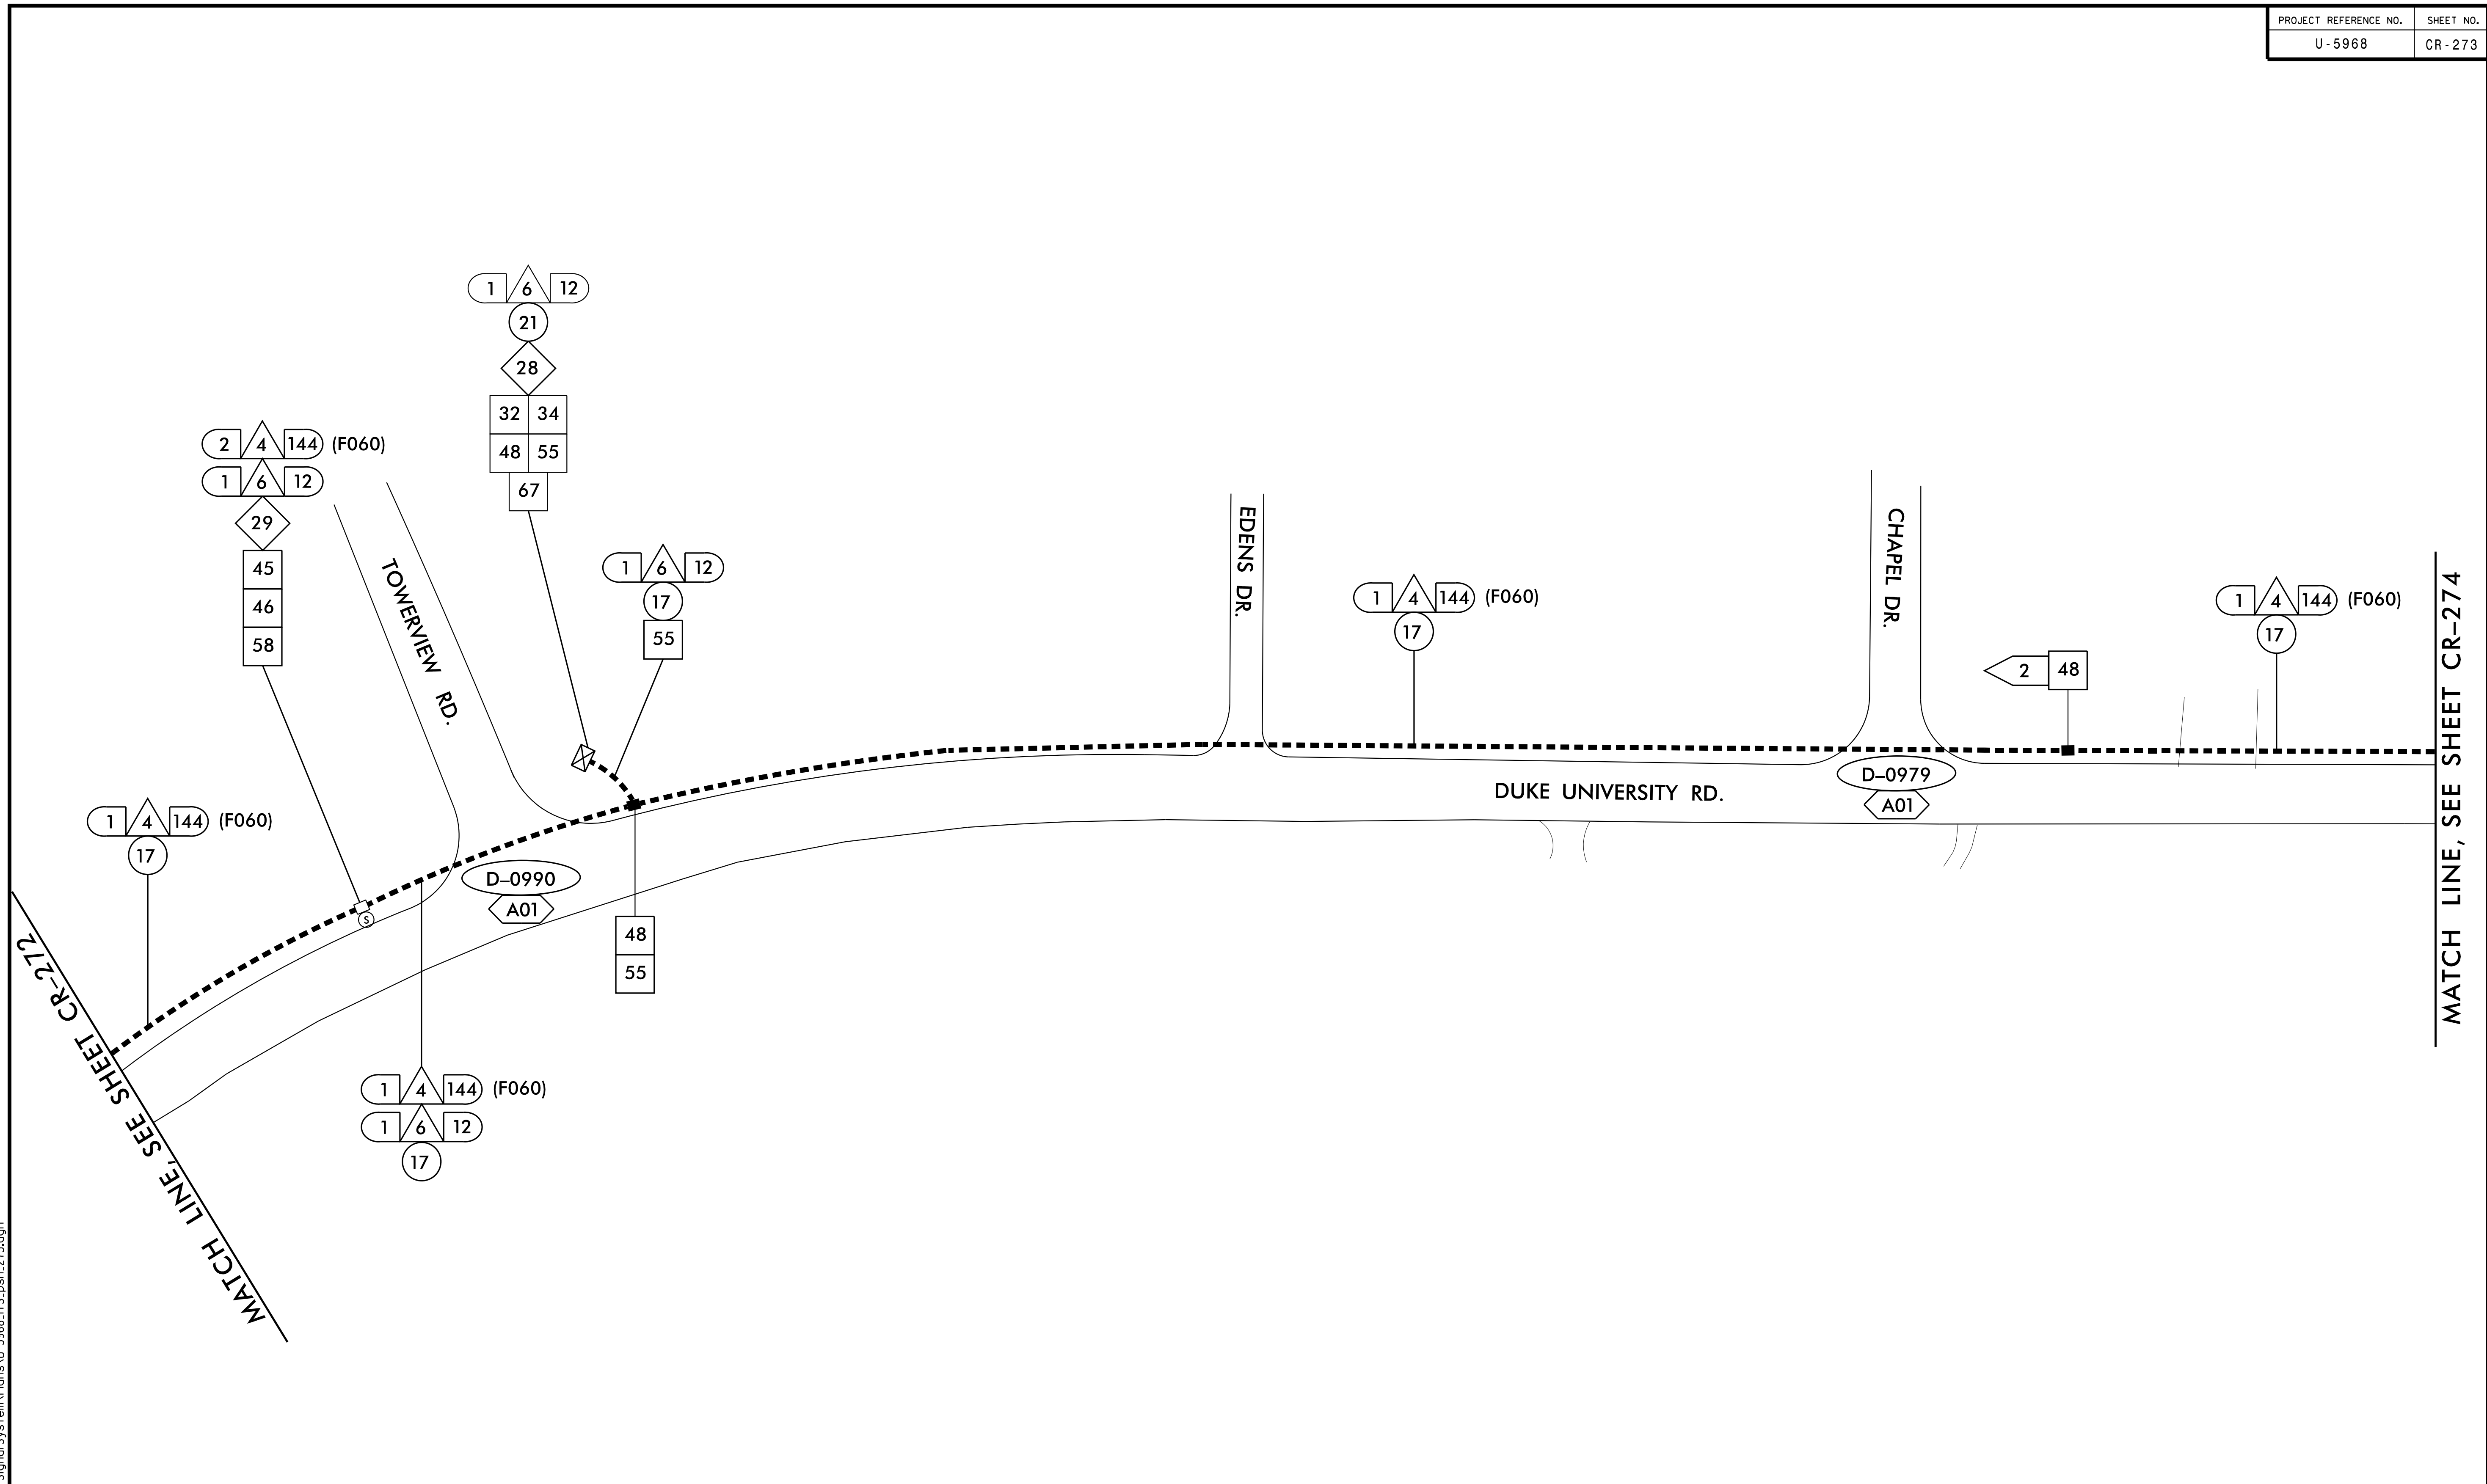 PROJECT REFERENCE NO. SHEET NO.
U-5968 CR-273
1 6 12
21
28
32 34
48 55
67
2 4 144 (F060)
1 6 12
29
45
46
58
TOWERVIEW RD.
1 6 12
17
55
EDENS DR.
1 4 144 (F060)
17
CHAPEL DR.
2 48
1 4 144 (F060)
17
MATCH LINE, SEE SHEET CR-274
D-0979
A01
DUKE UNIVERSITY RD.
1 4 144 (F060)
17
S
D-0990
A01
48
55
MATCH LINE, SEE SHEET CR-272
1 4 144 (F060)
1 6 12
17